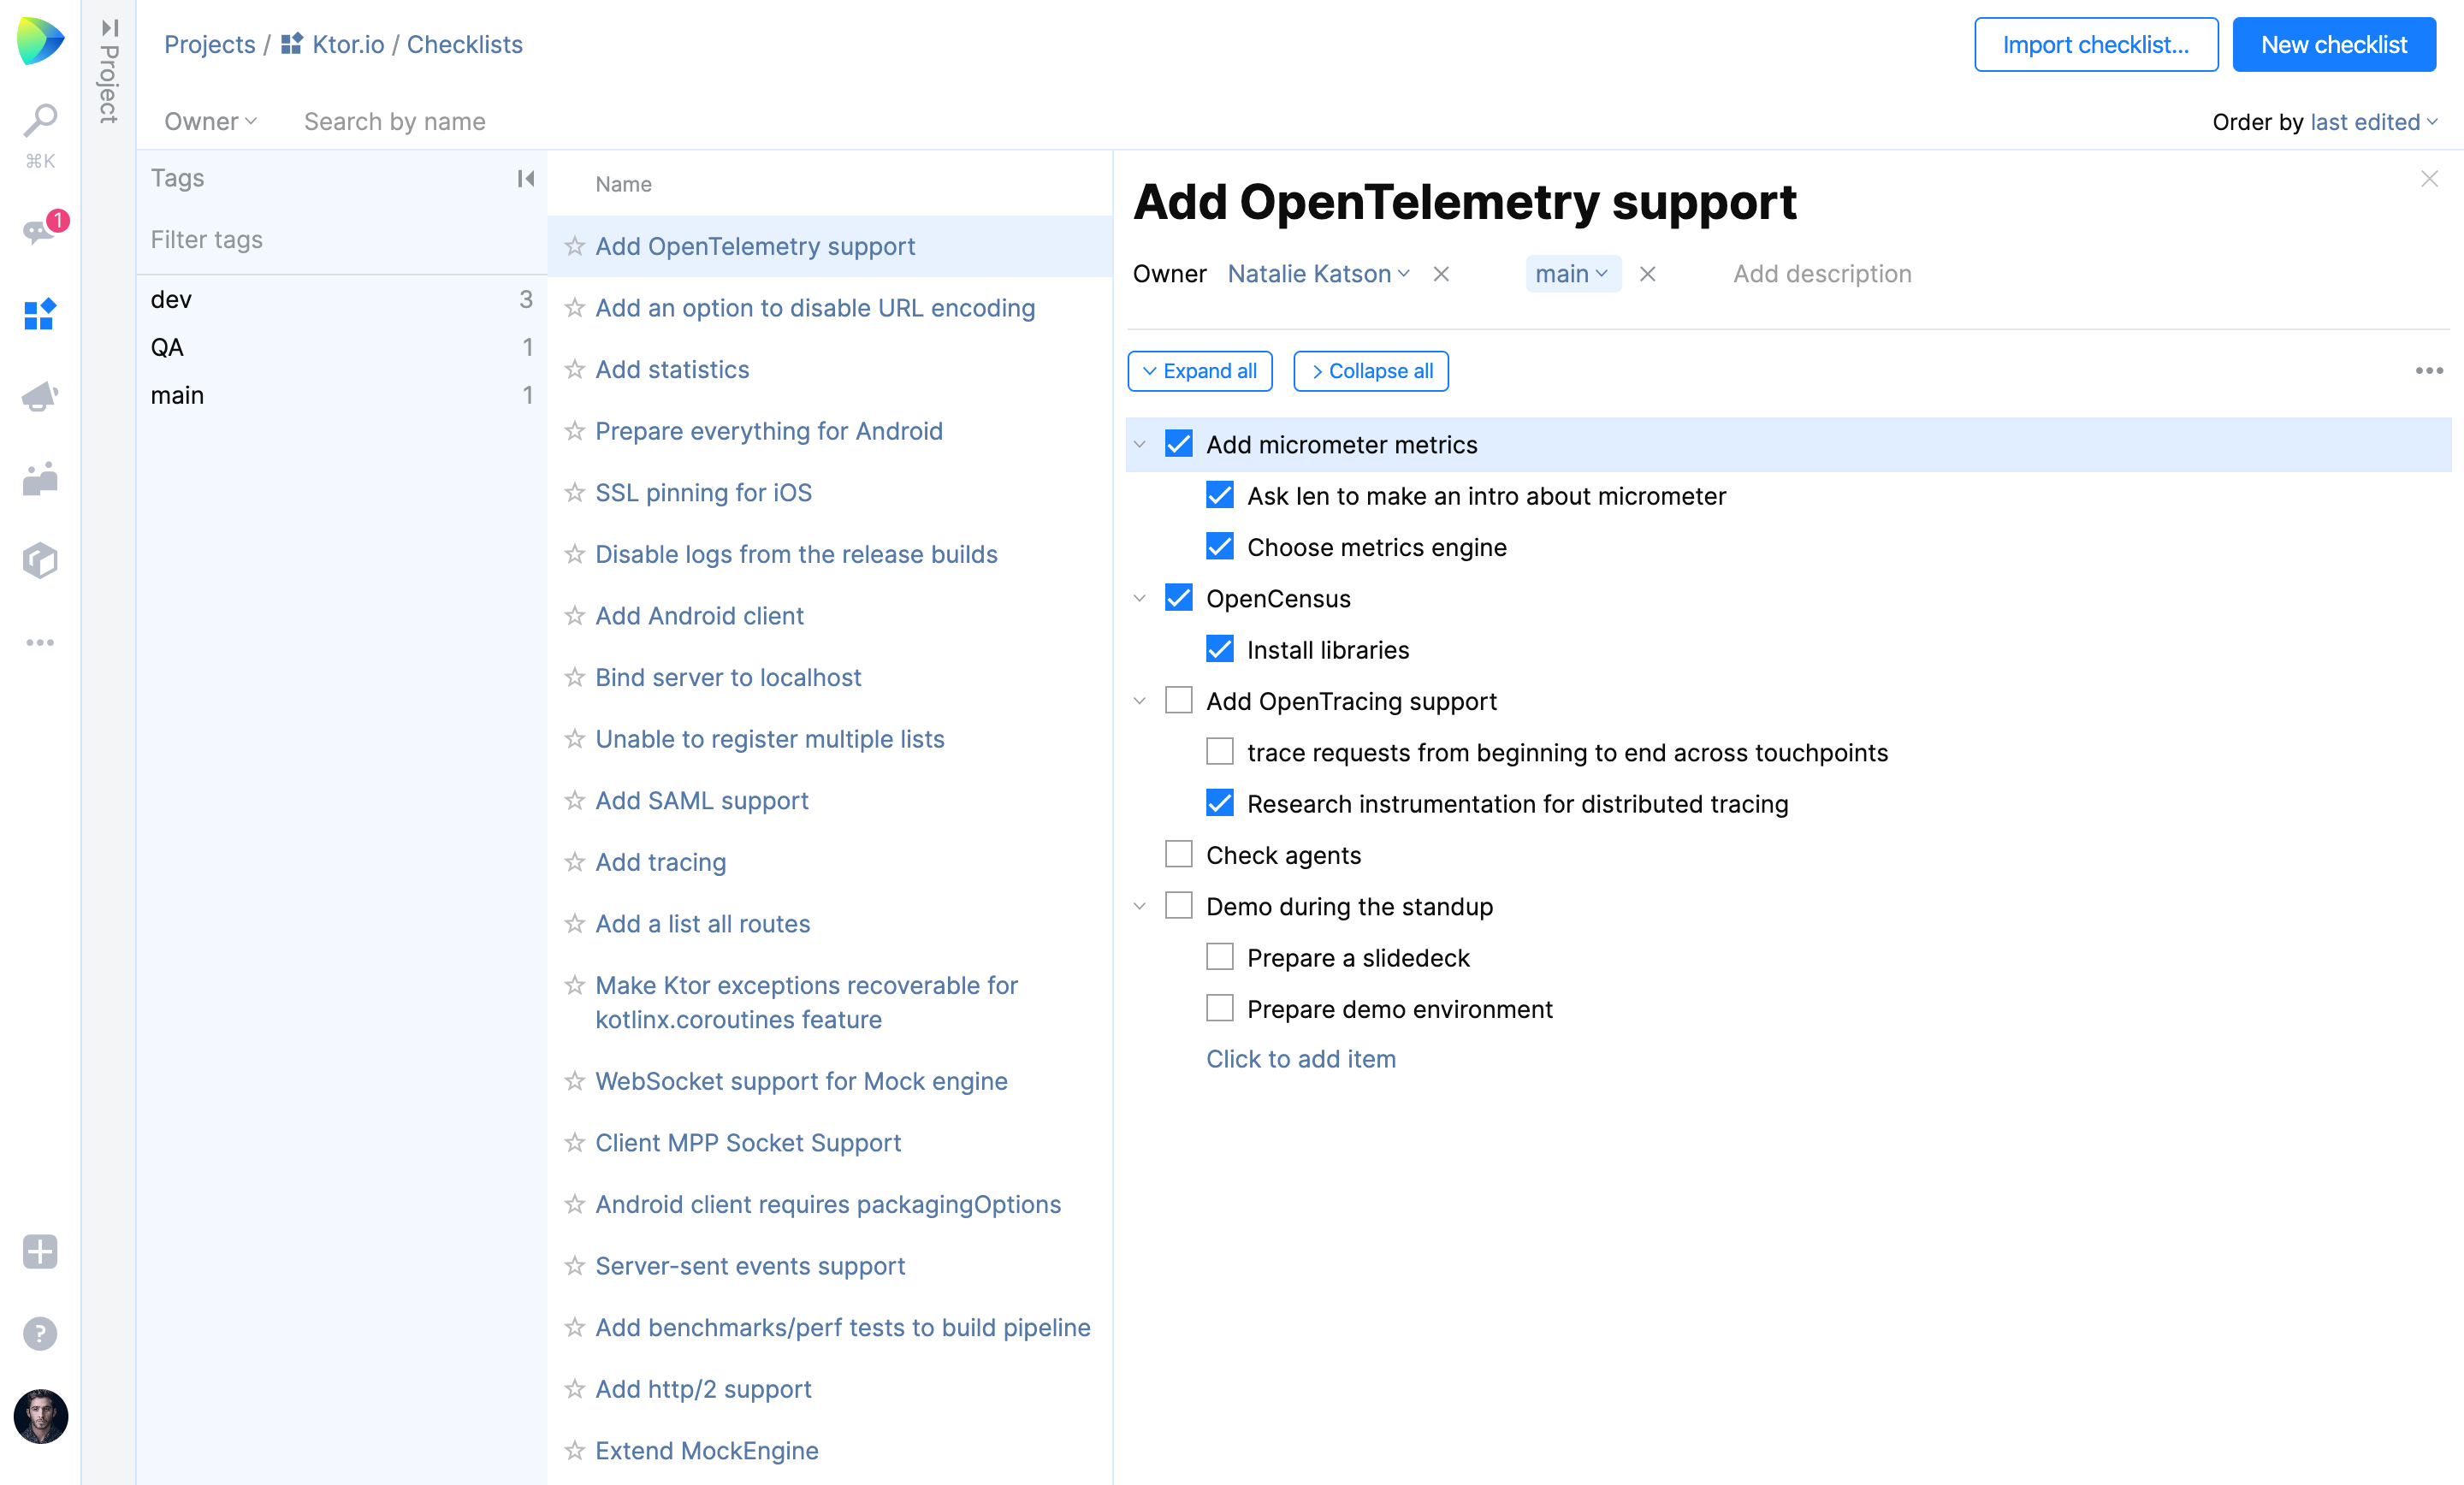 Projects / Ktor.io / Checklists
Import checklist...
New checklist
Project
⌘K
1
Owner
Search by name
Order by last edited
Tags
Filter tags
dev 3
QA 1
main 1
Name
Add OpenTelemetry support
Add an option to disable URL encoding
Add statistics
Prepare everything for Android
SSL pinning for iOS
Disable logs from the release builds
Add Android client
Bind server to localhost
Unable to register multiple lists
Add SAML support
Add tracing
Add a list all routes
Make Ktor exceptions recoverable for
kotlinx.coroutines feature
WebSocket support for Mock engine
Client MPP Socket Support
Android client requires packagingOptions
Server-sent events support
Add benchmarks/perf tests to build pipeline
Add http/2 support
Extend MockEngine
Add OpenTelemetry support
Owner Natalie Katson main Add description
Expand all
Collapse all
Add micrometer metrics
Ask len to make an intro about micrometer
Choose metrics engine
OpenCensus
Install libraries
Add OpenTracing support
trace requests from beginning to end across touchpoints
Research instrumentation for distributed tracing
Check agents
Demo during the standup
Prepare a slidedeck
Prepare demo environment
Click to add item